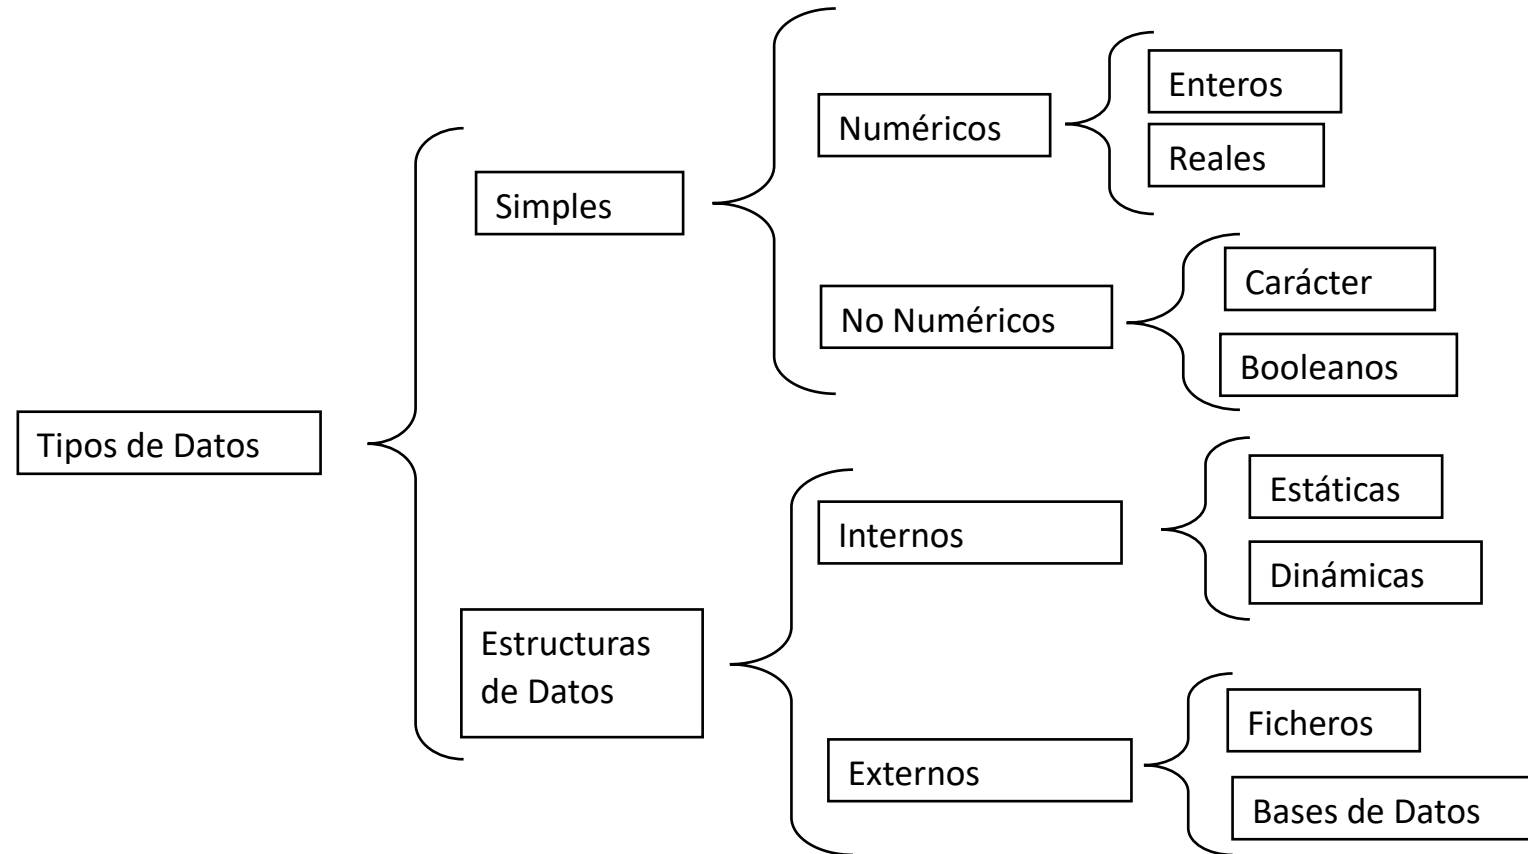 Tipos de Datos
Simples
Numéricos
Enteros
Reales
No Numéricos
Carácter
Booleanos
Estructuras
de Datos
Internos
Estáticas
Dinámicas
Externos
Ficheros
Bases de Datos